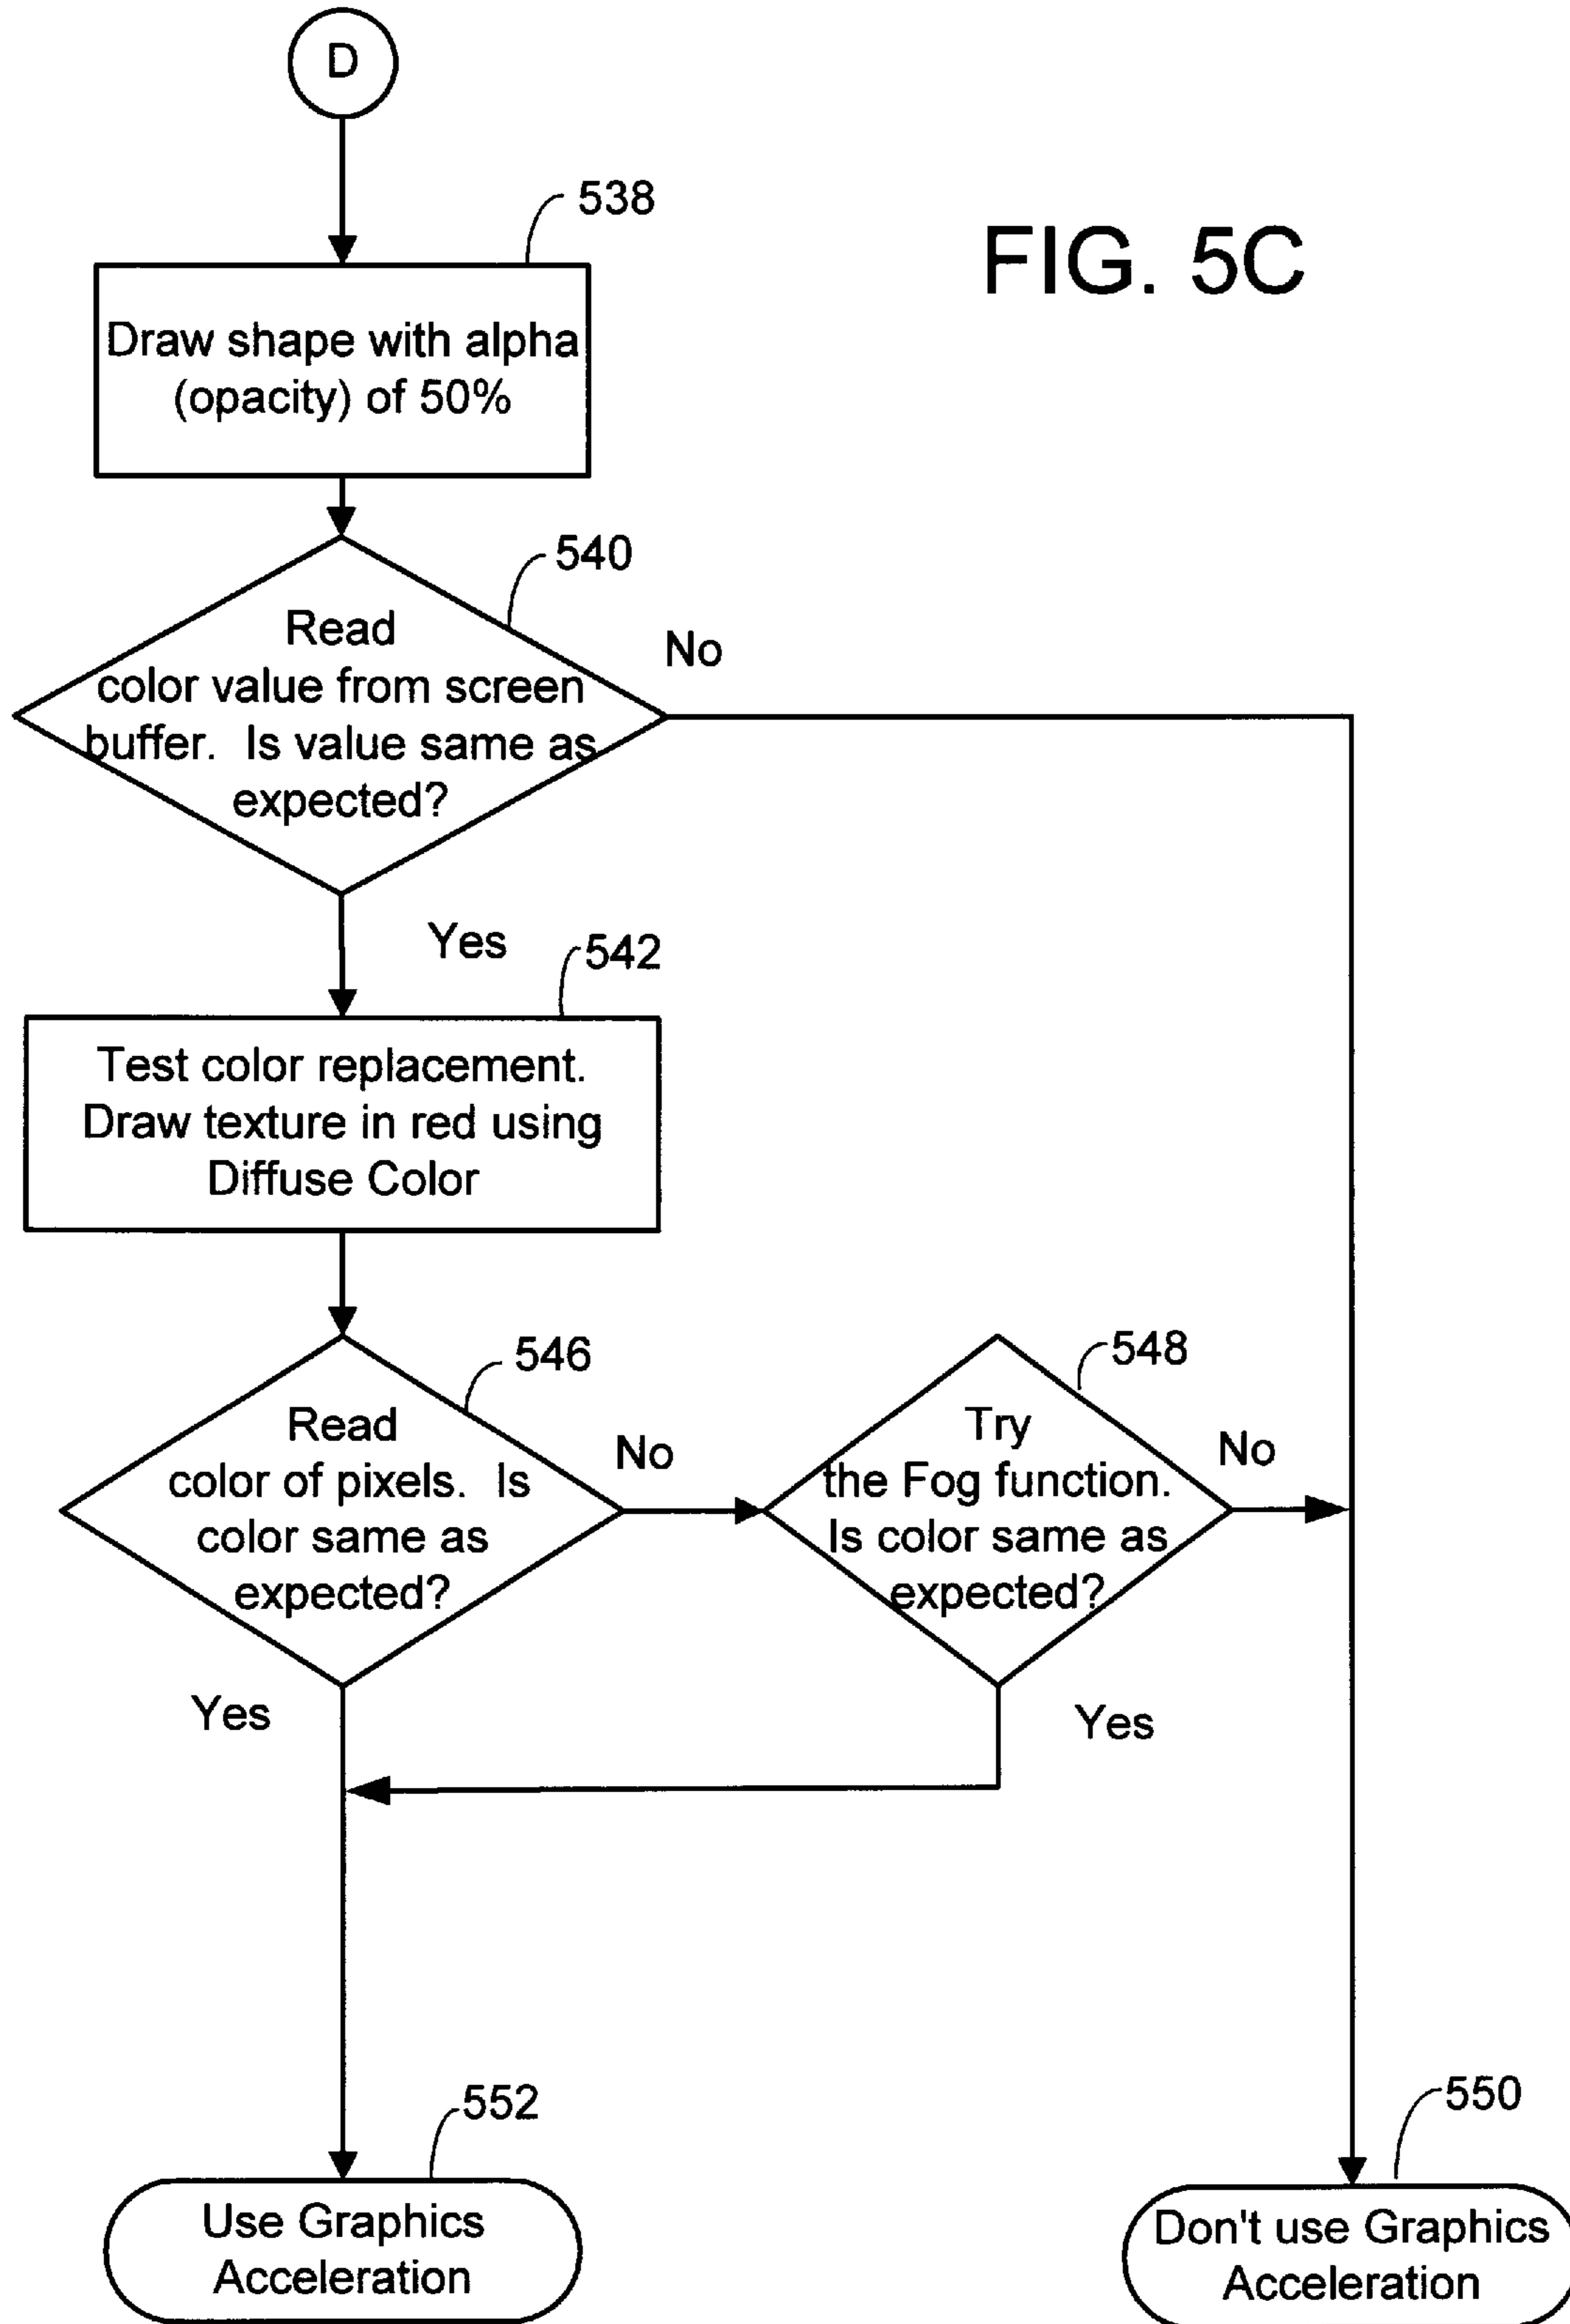 D
538
FIG. 5C
Draw shape with alpha
(opacity) of 50%
540
Read
color value from screen
buffer.  Is value same as
expected?
No
Yes
542
Test color replacement.
Draw texture in red using
Diffuse Color
546
Read
color of pixels.  Is
color same as
expected?
No
548
Try
the Fog function.
Is color same as
expected?
No
Yes
Yes
552
Use Graphics
Acceleration
550
Don't use Graphics
Acceleration